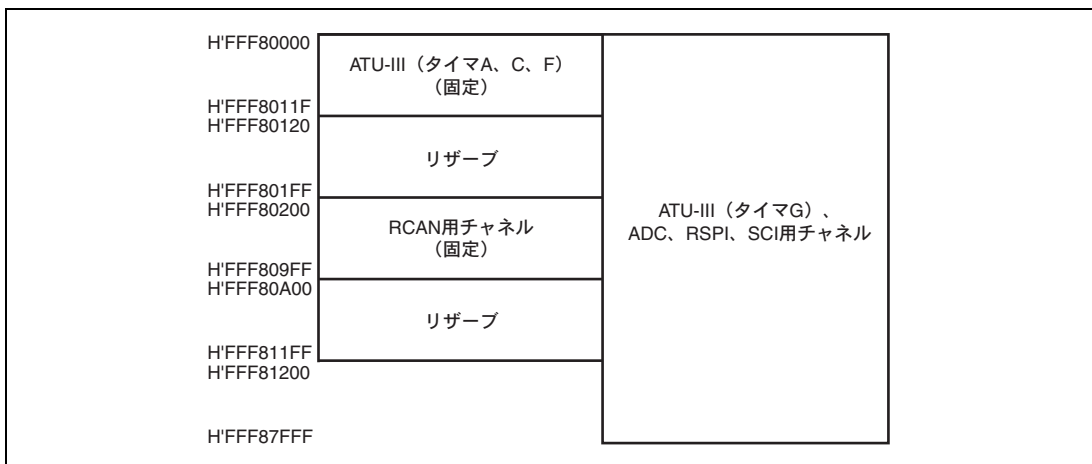 H'FFF80000
ATU-III（タイマA、C、F）
（固定）
H'FFF8011F
H'FFF80120
リザーブ
H'FFF801FF
H'FFF80200
RCAN用チャネル
（固定）
H'FFF809FF
H'FFF80A00
リザーブ
H'FFF811FF
H'FFF81200
H'FFF87FFF
ATU-III（タイマG）、
ADC、RSPI、SCI用チャネル